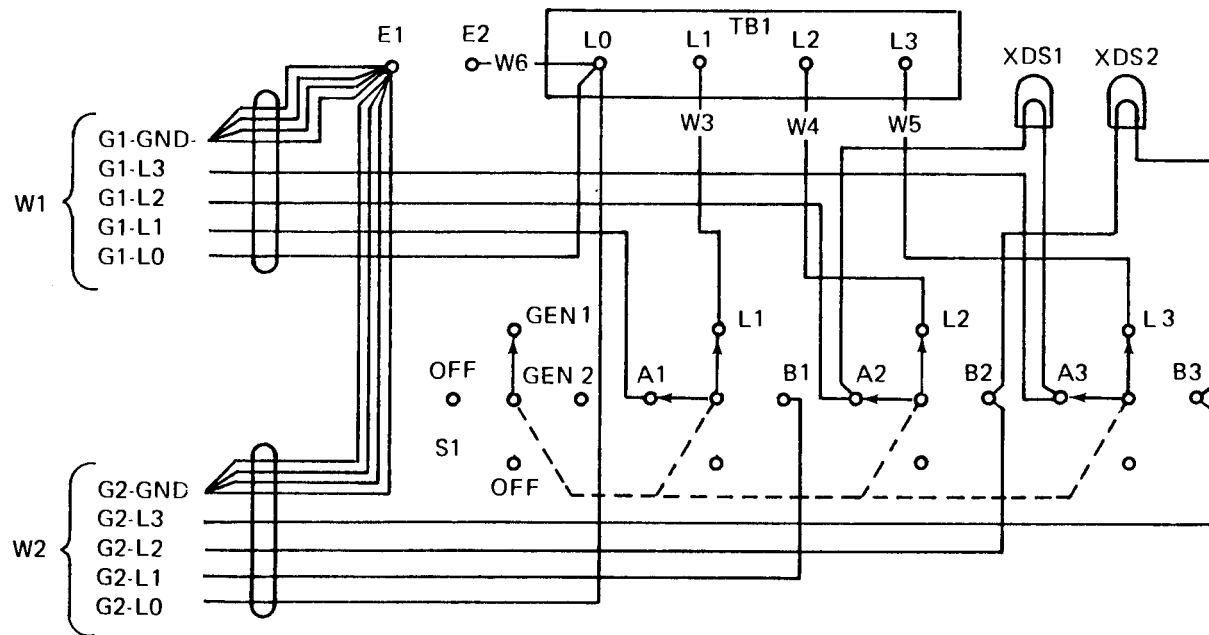 TB1
E1 E2 L0 L1 L2 L3 XDS1 XDS2
W6
W3 W4 W5
W1
G1-GND-
G1-L3
G1-L2
G1-L1
G1-L0
GEN 1 L1 L2 L3
OFF GEN 2 A1 B1 A2 B2 A3 B3
S1
OFF
W2
G2-GND
G2-L3
G2-L2
G2-L1
G2-L0